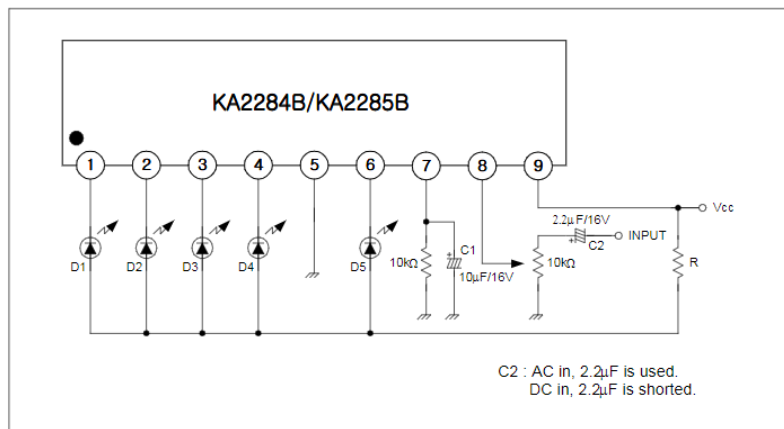 KA2284B/KA2285B
1 2 3 4 5 6 7 8 9
Vcc
2.2μF/16V
INPUT
C2
D1 D2 D3 D4 D5 10kΩ C1 10μF/16V 10kΩ R
C2 : AC in, 2.2μF is used.
DC in, 2.2μF is shorted.